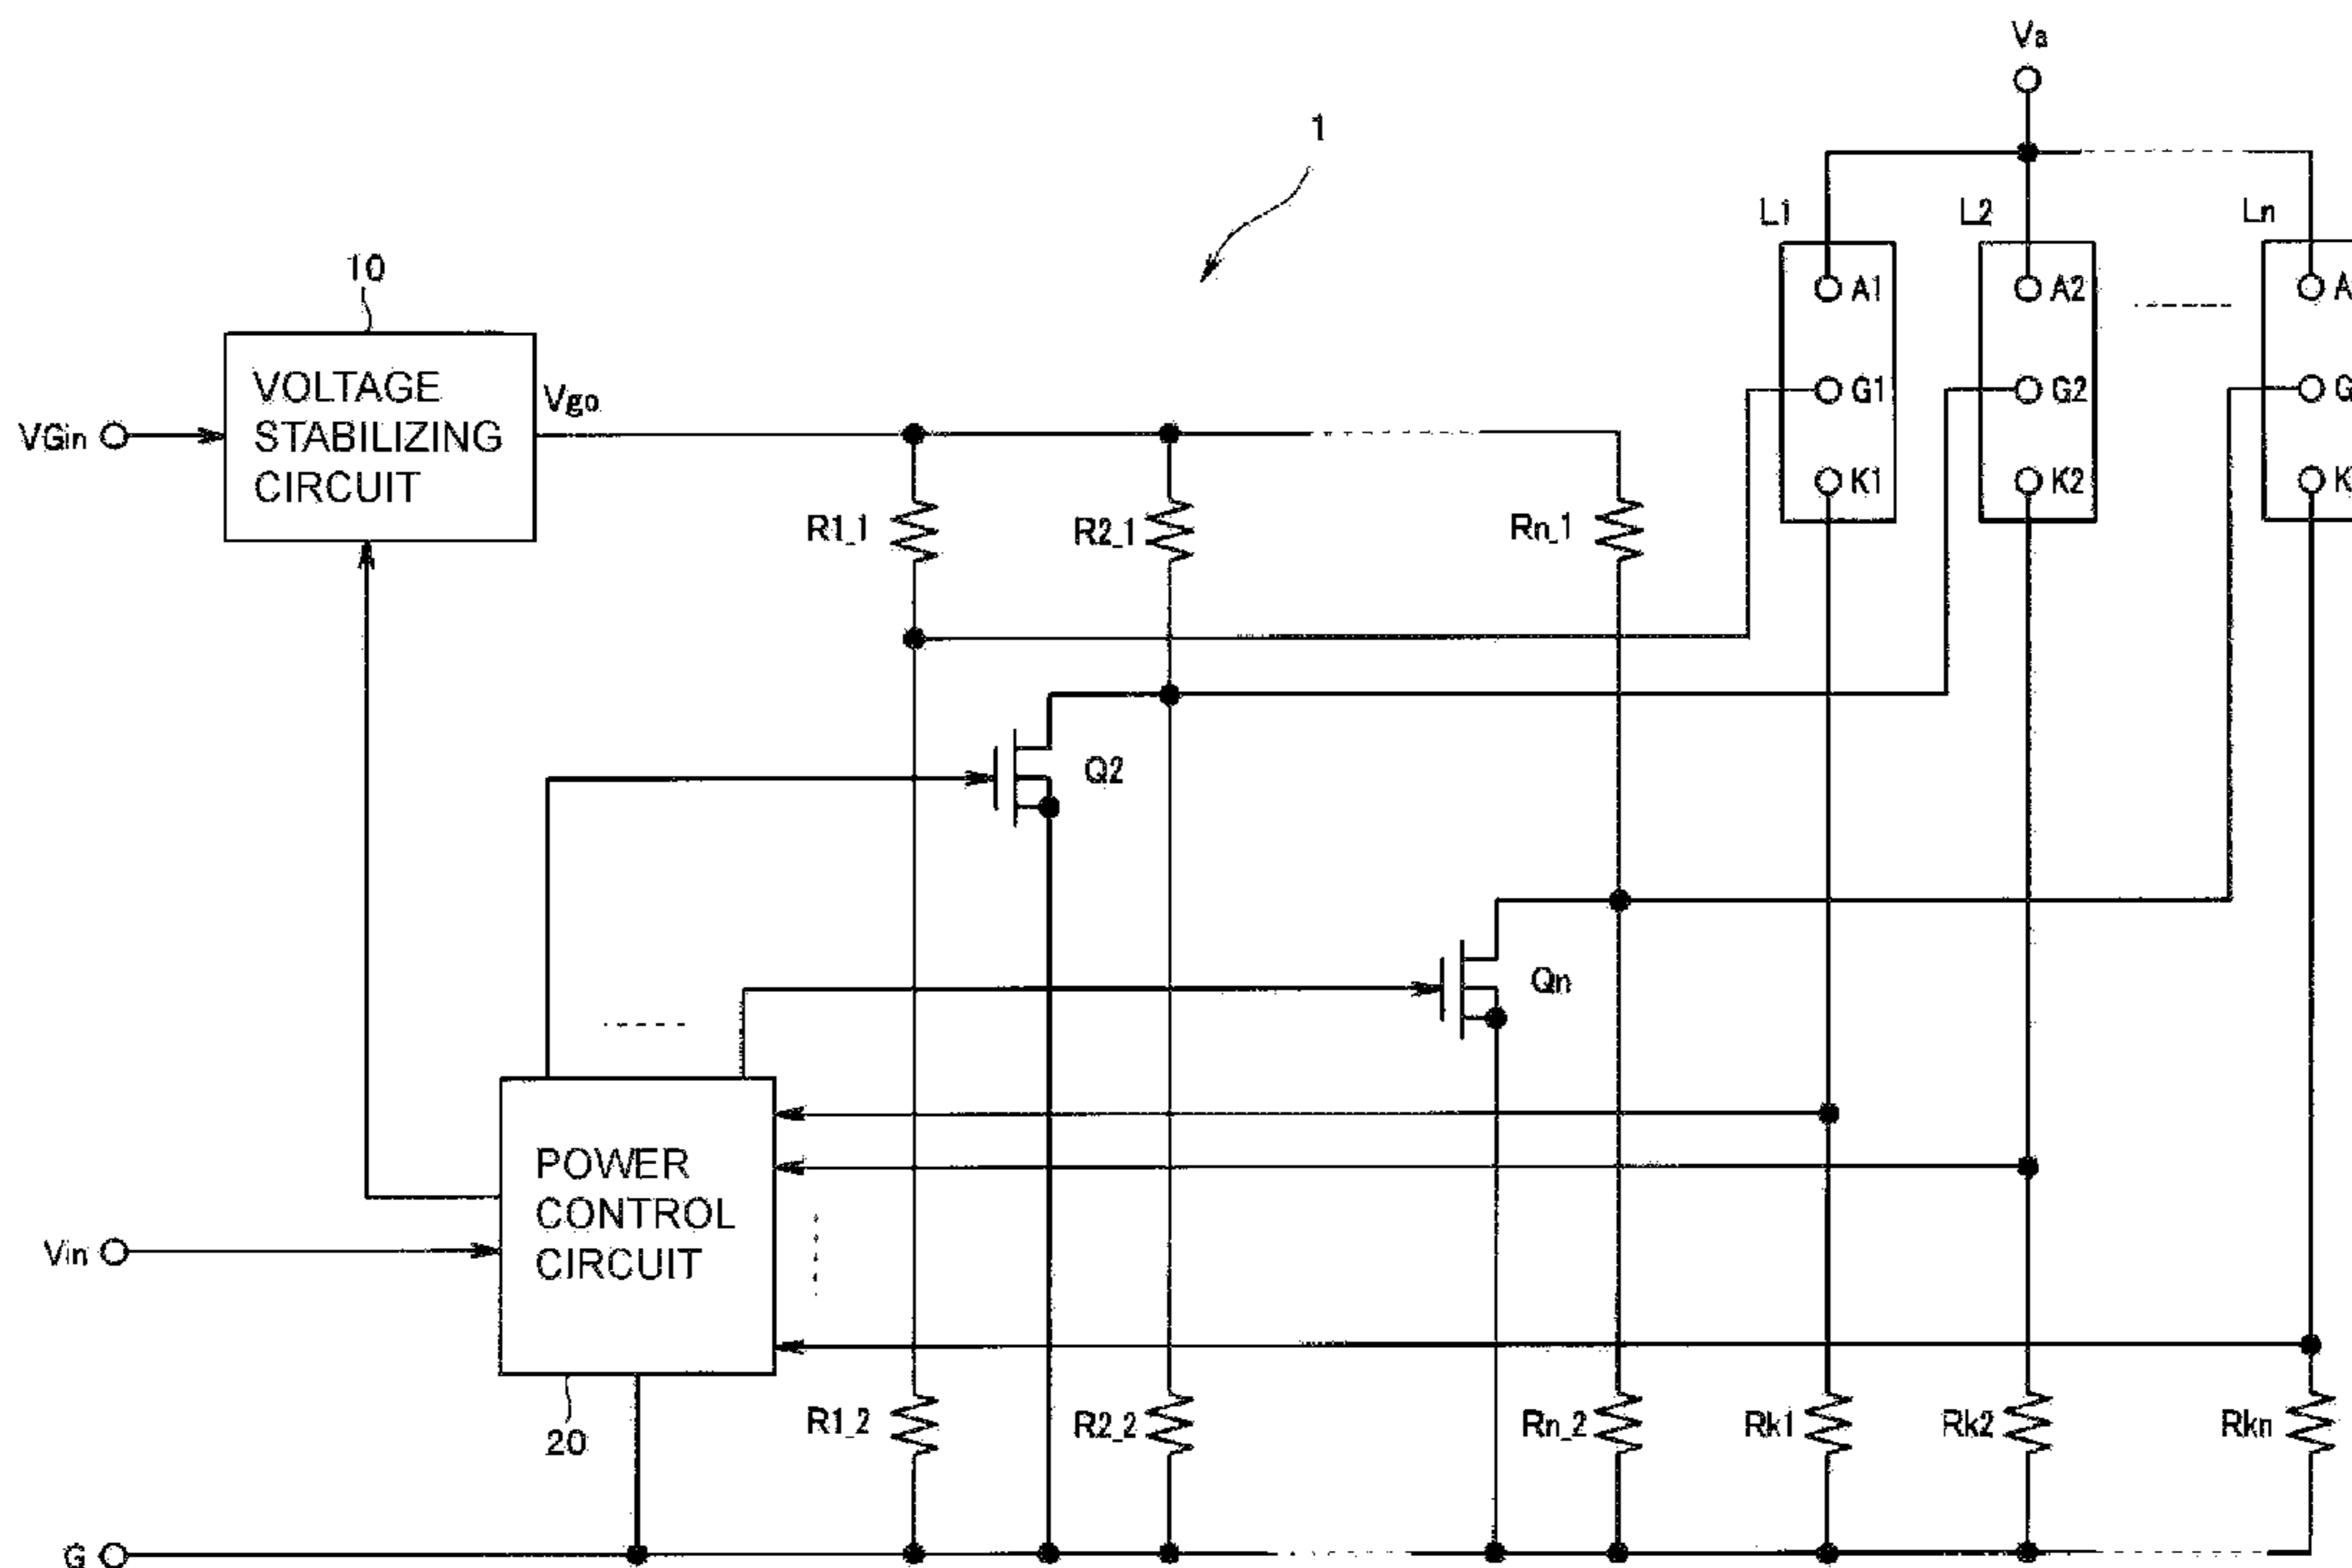 Va
1
L1
L2
Ln
10
A1
A2
A
VOLTAGE
STABILIZING
CIRCUIT
Vgo
VGin
G1
G2
G
K1
K2
K
R1_1
R2_1
Rn_1
Q2
Qn
POWER
CONTROL
CIRCUIT
Vin
R1_2
R2_2
Rn_2
Rk1
Rk2
Rkn
20
G